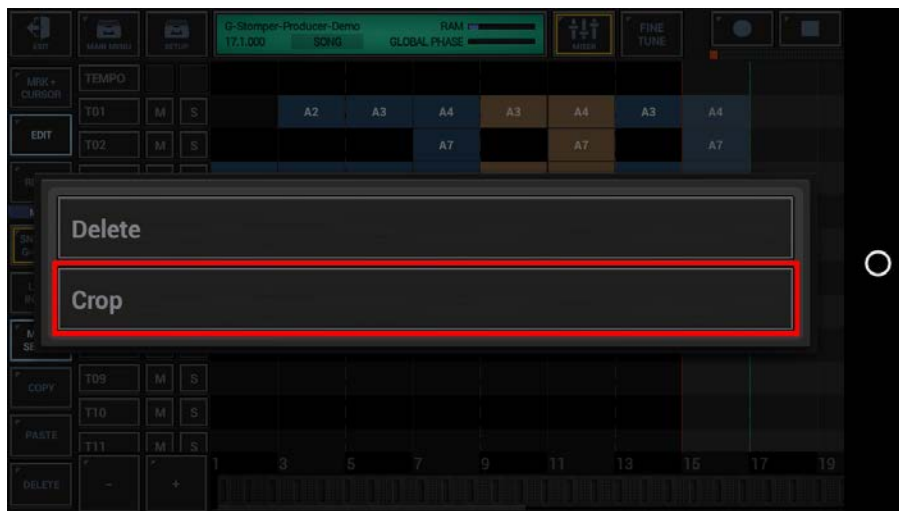 EXIT
MAIN MENU
SETUP
G-Stomper-Producer-Demo RAM
17.1.000 SONG GLOBAL PHASE
MIXER
FINE
TUNE
MRK +
CURSOR
TEMPO
T01 M S A2 A3 A4 A3 A4 A3 A4
EDIT
T02 M S A7 A7 A7
Delete
Crop
T09 M S
COPY
T10 M S
PASTE
T11 M S
1 3 5 7 9 11 13 15 17 19
DELETE - +